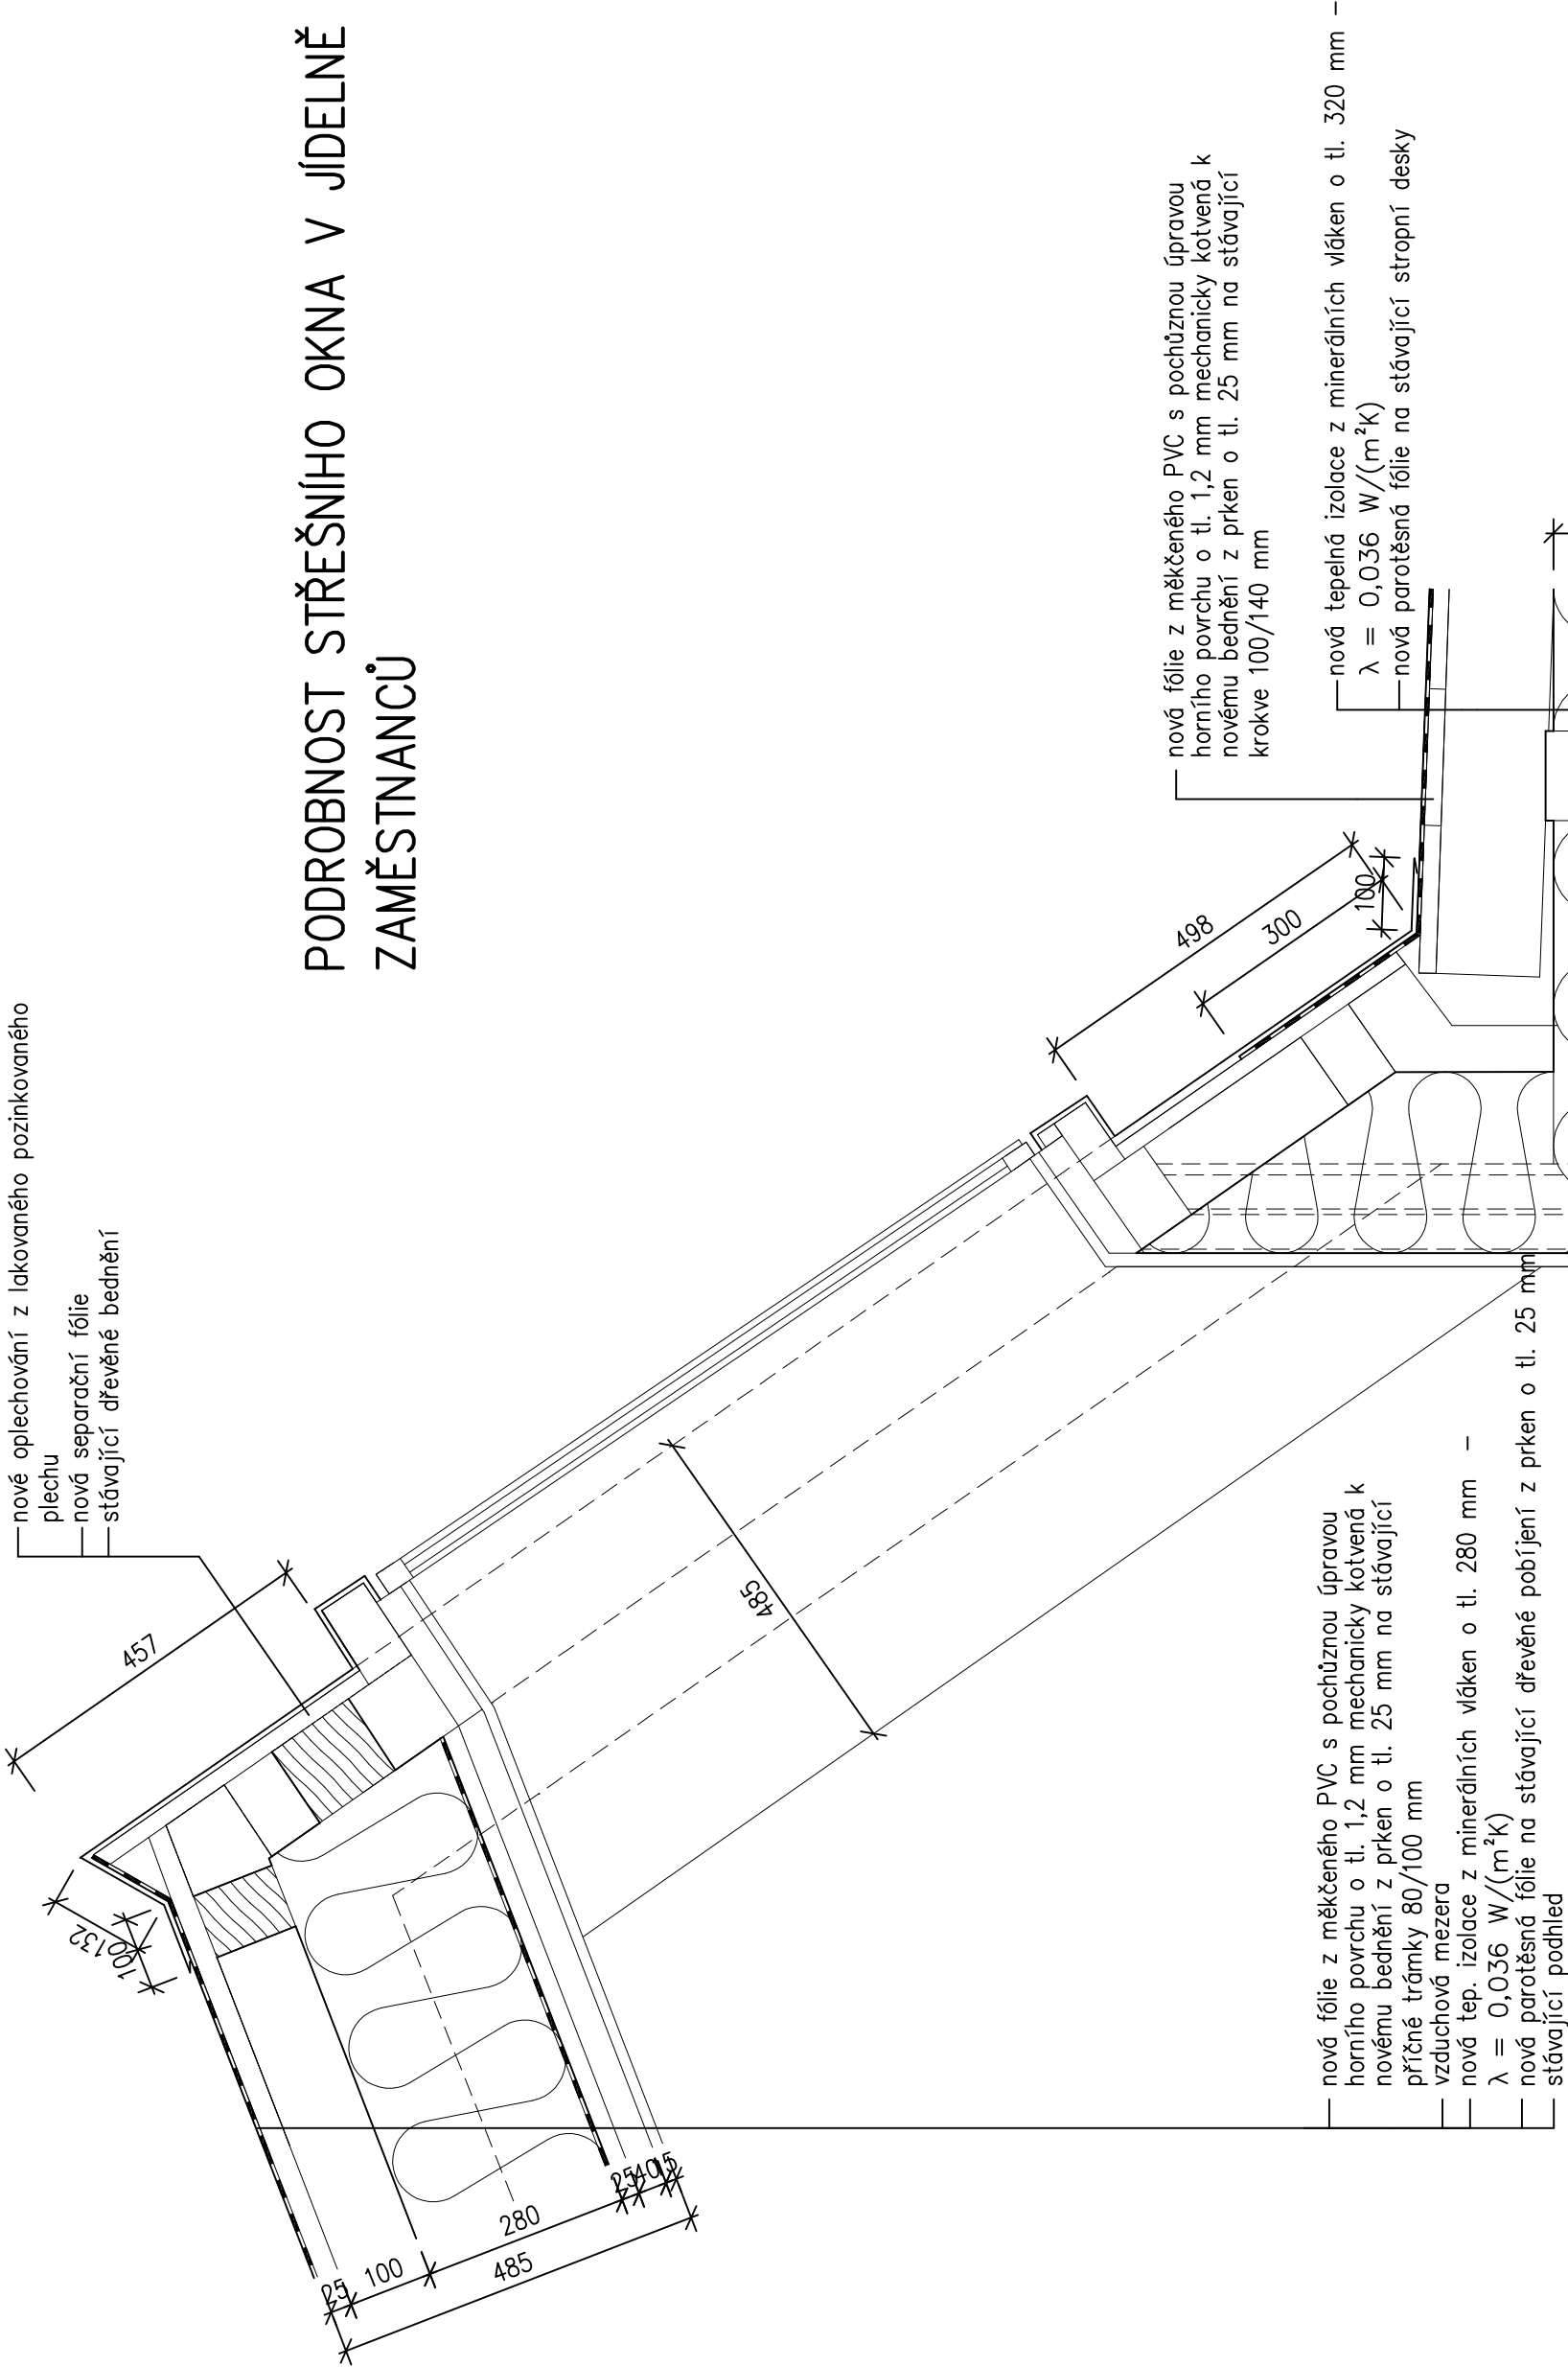 PODROBNOST STŘEŠNÍHO OKNA V JÍDELNĚ
ZAMĚSTNANCŮ
nové oplechování z lakovaného pozinkovaného
plechu
nová separační fólie
stávající dřevěné bednění
nová fólie z měkčeného PVC s pochůznou úpravou
horního povrchu o tl. 1,2 mm mechanicky kotvená k
novému bednění z prken o tl. 25 mm na stávající
krokve 100/140 mm
nová tepelná izolace z minerálních vláken o tl. 320 mm –
λ = 0,036 W/(m²K)
nová parotěsná fólie na stávající stropní desky
nová fólie z měkčeného PVC s pochůznou úpravou
horního povrchu o tl. 1,2 mm mechanicky kotvená k
novému bednění z prken o tl. 25 mm na stávající
příčné trámky 80/100 mm
vzduchová mezera
nová tep. izolace z minerálních vláken o tl. 280 mm –
λ = 0,036 W/(m²K)
nová parotěsná fólie na stávající dřevěné pobíjení z prken o tl. 25 mm
stávající podhled
457
132
100
498
300
100
485
25
100
280
25
40
15
485